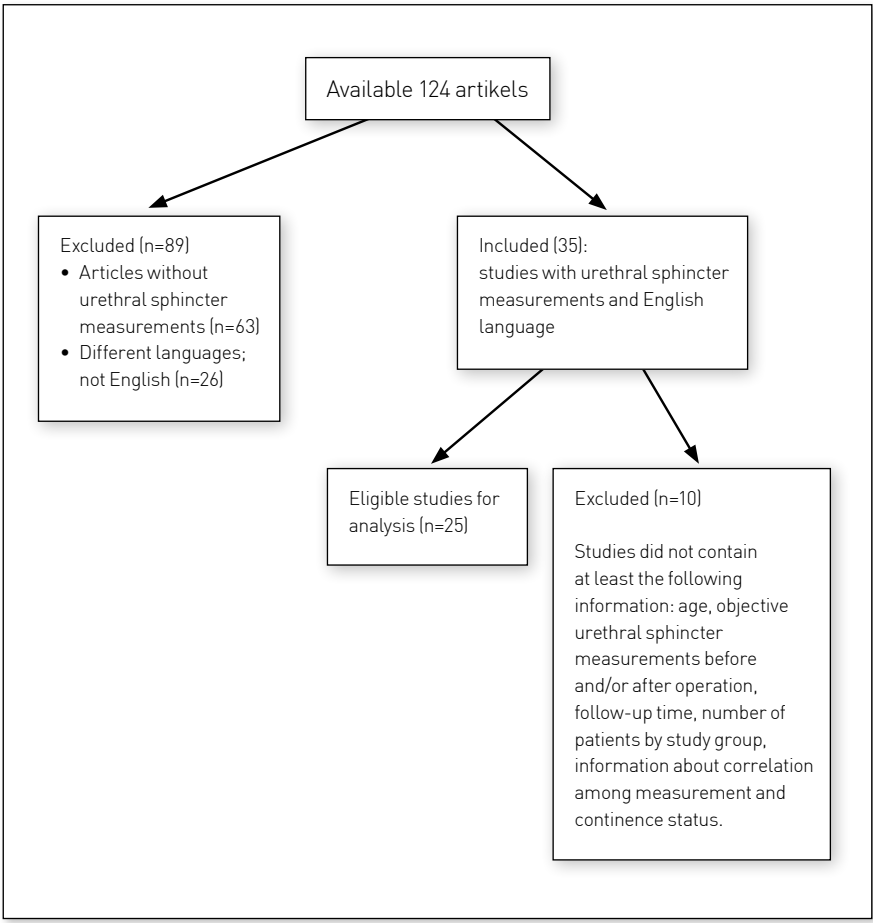 Available 124 artikels
Excluded (n=89)
• Articles without
urethral sphincter
measurements (n=63)
• Different languages;
not English (n=26)
Included (35):
studies with urethral sphincter
measurements and English
language
Eligible studies for
analysis (n=25)
Excluded (n=10)
Studies did not contain
at least the following
information: age, objective
urethral sphincter
measurements before
and/or after operation,
follow-up time, number of
patients by study group,
information about correlation
among measurement and
continence status.